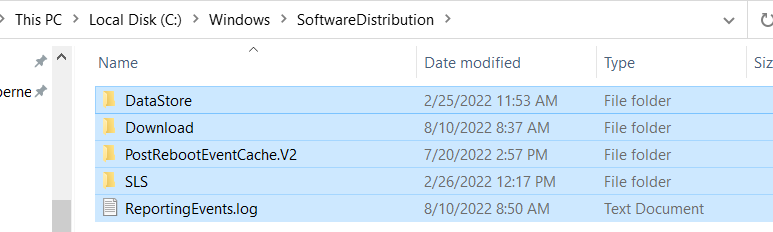 This PC > Local Disk (C:) > Windows > SoftwareDistribution >
Name Date modified Type Siz
DataStore 2/25/2022 11:53 AM File folder
berne Download 8/10/2022 8:37 AM File folder
PostRebootEventCache.V2 7/20/2022 2:57 PM File folder
SLS 2/26/2022 12:17 PM File folder
ReportingEvents.log 8/10/2022 8:50 AM Text Document